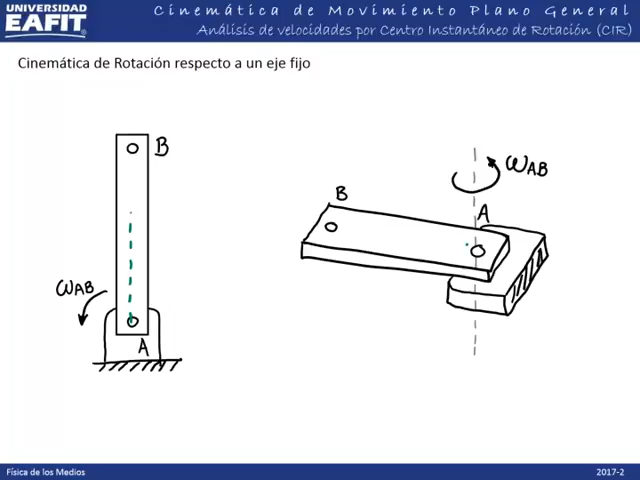 UNIVERSIDAD
EAFIT
Cinemática de Movimiento Plano General
Análisis de velocidades por Centro Instantáneo de Rotación (CIR)
Cinemática de Rotación respecto a un eje fijo
B
ωAB
A
ωAB
B
A
Física de los Medios
2017-2